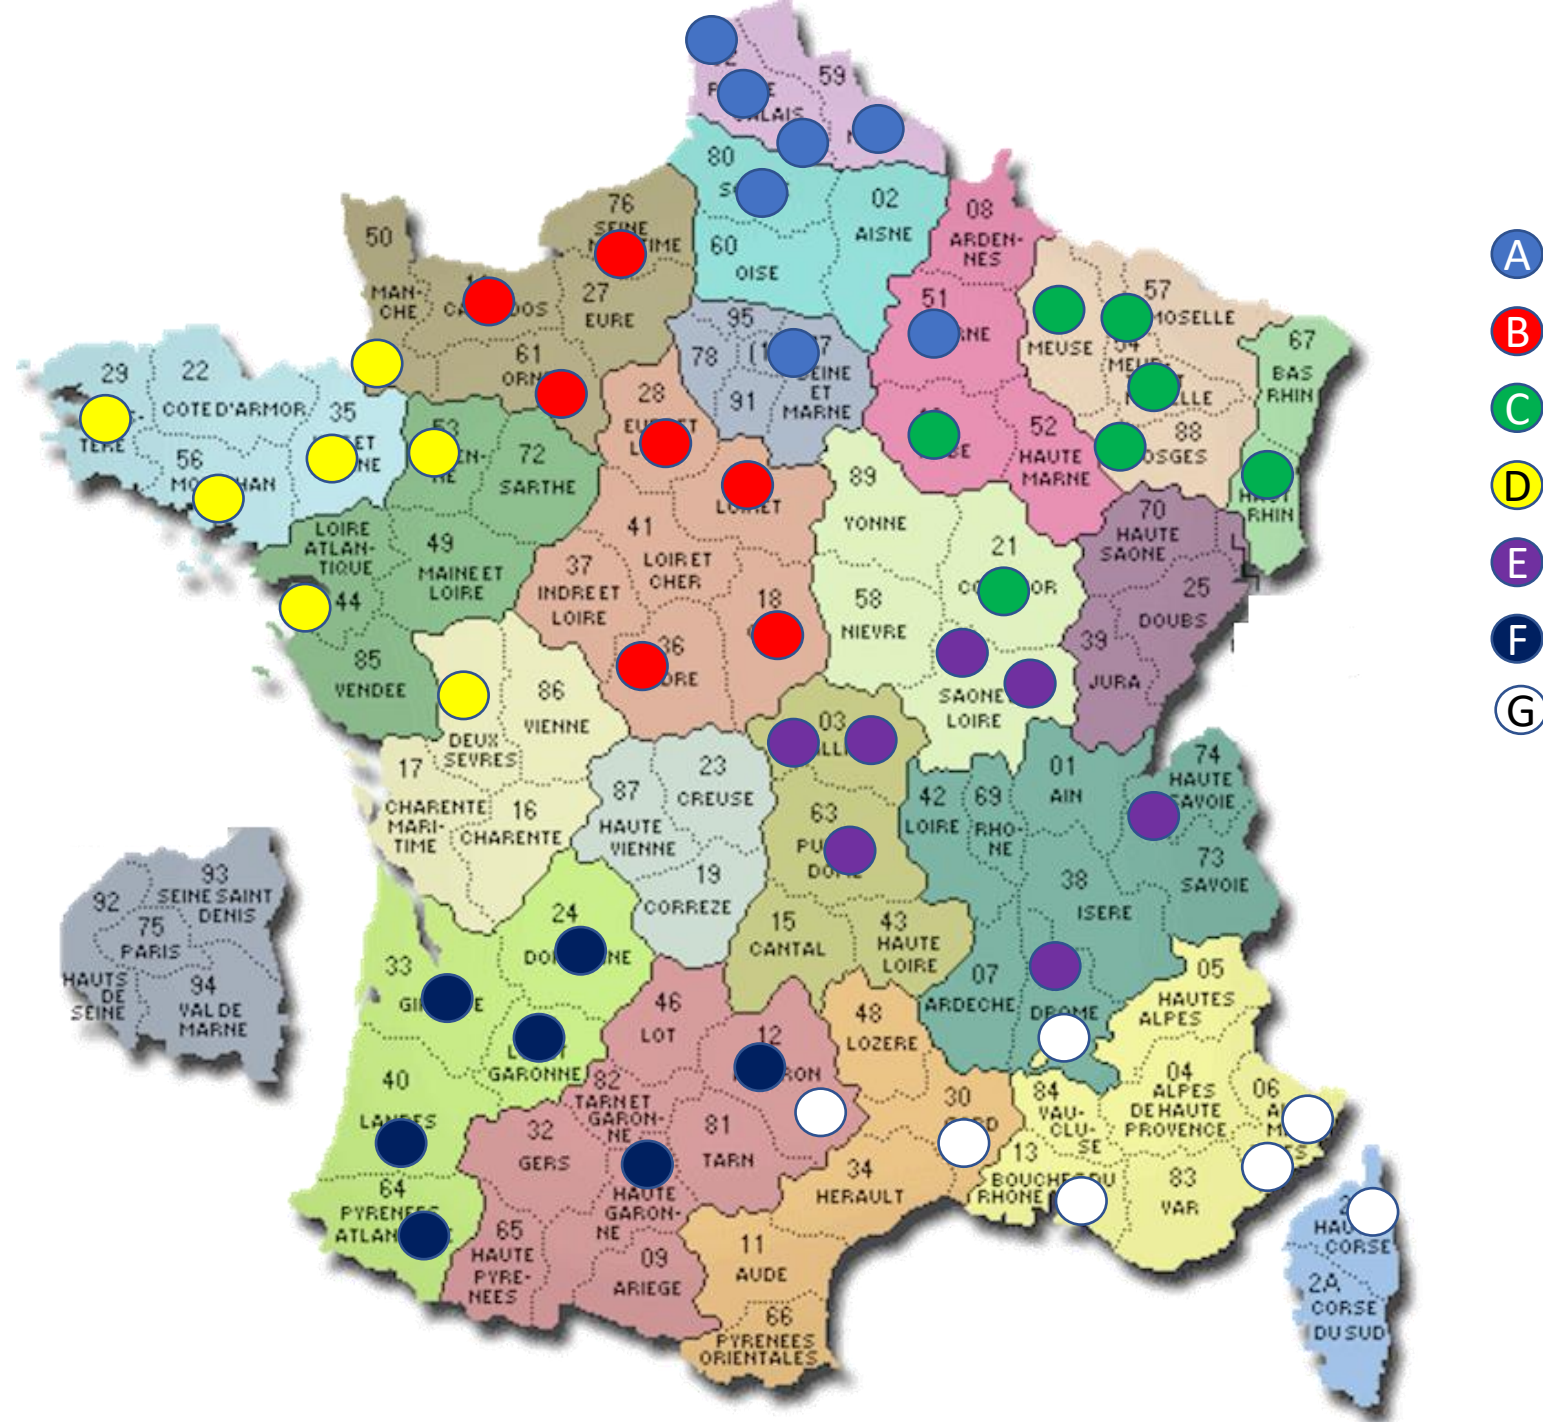 59
80
02
AISNE
60
OISE
08
ARDEN-
NES
76
SEINE
50
MAN-
CHE
27
EURE
61
95
78
91
SEINE
ET
MARNE
51
57
MOSELLE
MEUSE
54
88
67
BAS
RHIN
RHIN
52
HAUTE
MARNE
29
22
COTE D'ARMOR
35
56
53
72
SARTHE
28
41
LOIR ET
CHER
37
INDRE ET
LOIRE
18
36
89
YONNE
21
58
NIEVRE
SAONE
LOIRE
70
HAUTE
SAONE
25
DOUBS
39
JURA
LOIRE
ATLAN-
TIQUE
44
49
MAINE ET
LOIRE
85
VENDEE
86
VIENNE
DEUX
SEVRES
17
CHARENTE
MARI-
TIME
16
CHARENTE
87
HAUTE
VIENNE
23
CREUSE
19
CORREZE
03
63
15
CANTAL
43
HAUTE
LOIRE
42
LOIRE
69
RHO-
NE
01
AIN
74
HAUTE
SAVOIE
73
SAVOIE
38
ISERE
07
ARDECHE
DROME
05
HAUTES
ALPES
04
ALPES
DE HAUTE
PROVENCE
06
84
VAU-
CLU-
SE
13
BOUCHES DU
RHONE
83
VAR
24
33
GARONNE
40
LANDES
64
PYRENEES
46
LOT
12
82
TARN ET
GARON-
NE
81
TARN
32
GERS
HAUTE
GARON-
NE
65
HAUTE
PYRE-
NEES
09
ARIEGE
48
LOZERE
30
34
HERAULT
11
AUDE
66
PYRENEES
ORIENTALES
CORSE
2A
CORSE
DU SUD
92
HAUTS
DE
SEINE
93
SEINE SAINT
DENIS
75
PARIS
94
VAL DE
MARNE
A
B
C
D
E
F
G